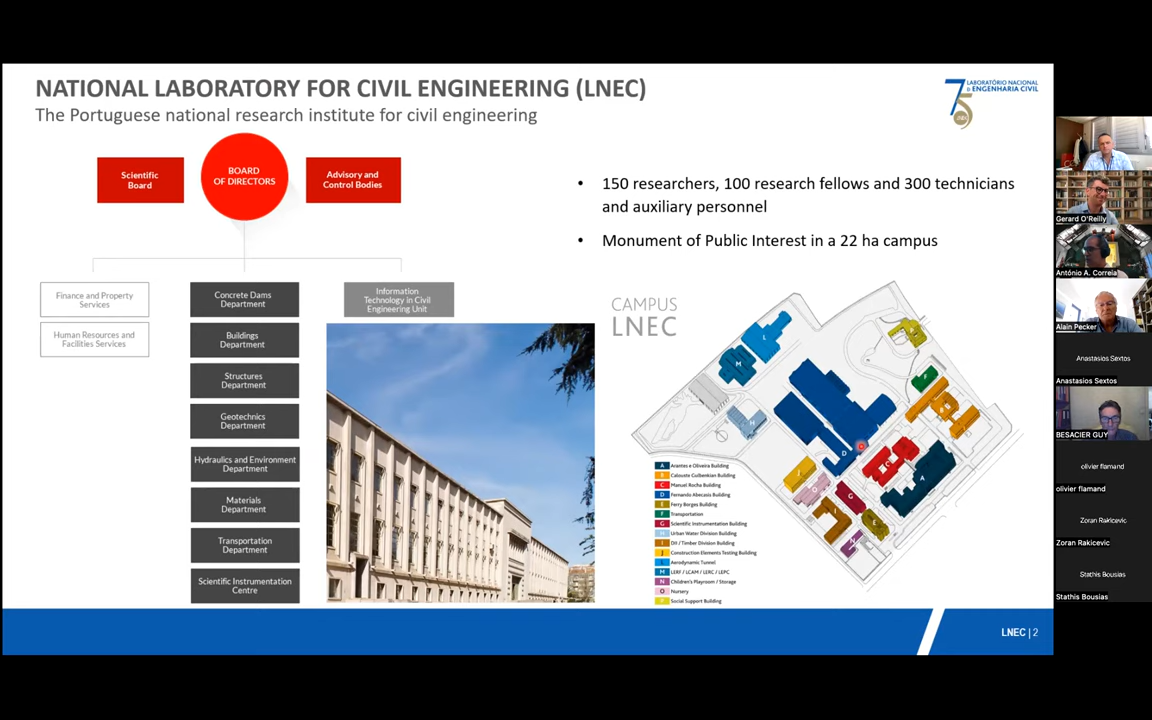 NATIONAL LABORATORY FOR CIVIL ENGINEERING (LNEC)
The Portuguese national research institute for civil engineering
LABORATÓRIO NACIONAL
DE ENGENHARIA CIVIL
75
LNEC
Scientific
Board
BOARD
OF DIRECTORS
Advisory and
Control Bodies
• 150 researchers, 100 research fellows and 300 technicians
and auxiliary personnel
• Monument of Public Interest in a 22 ha campus
Finance and Property
Services
Human Resources and
Facilities Services
Concrete Dams
Department
Buildings
Department
Structures
Department
Geotechnics
Department
Hydraulics and Environment
Department
Materials
Department
Transportation
Department
Scientific Instrumentation
Centre
Information
Technology in Civil
Engineering Unit
CAMPUS
LNEC
L
M
H
F
D
A
G
I
E
A Arantes e Oliveira Building
B Calouste Gulbenkian Building
C Manuel Rocha Building
D Fernando Abecasis Building
E Ferry Borges Building
F Transportation
G Scientific Instrumentation Building
H Urban Water Division Building
I DII / Timber Division Building
J Construction Elements Testing Building
L Aerodynamic Tunnel
M LERF / LCAM / LERC / LEPC
N Children's Playroom / Storage
O Nursery
P Social Support Building
LNEC | 2
Gerard O'Reilly
António A. Correia
Alain Pecker
Anastasios Sextos
Anastasios Sextos
BESACIER GUY
olivier flamand
olivier flamand
Zoran Rakicevic
Zoran Rakicevic
Stathis Bousias
Stathis Bousias